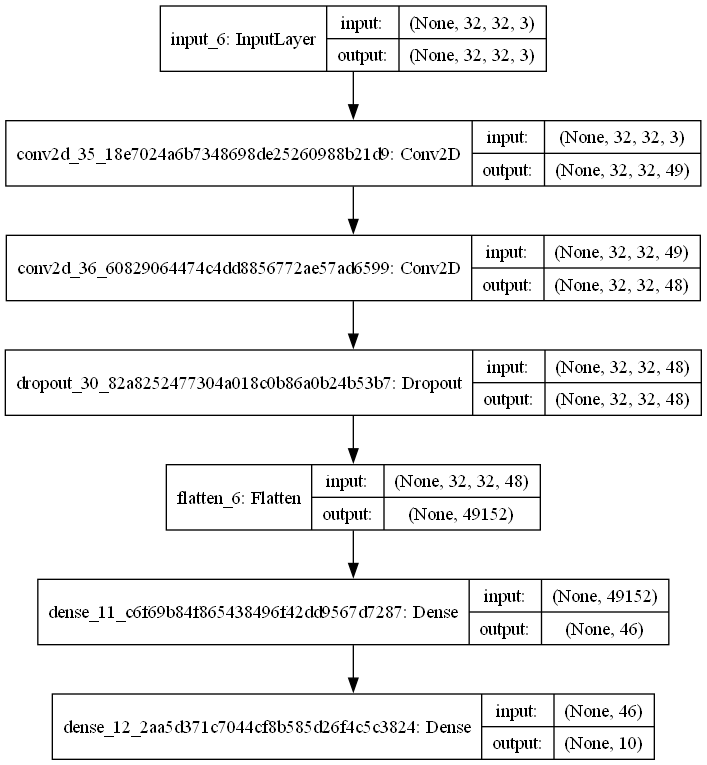 input_6: InputLayer
input: (None, 32, 32, 3)
output: (None, 32, 32, 3)
conv2d_35_18e7024a6b7348698de25260988b21d9: Conv2D
input: (None, 32, 32, 3)
output: (None, 32, 32, 49)
conv2d_36_60829064474c4dd8856772ae57ad6599: Conv2D
input: (None, 32, 32, 49)
output: (None, 32, 32, 48)
dropout_30_82a8252477304a018c0b86a0b24b53b7: Dropout
input: (None, 32, 32, 48)
output: (None, 32, 32, 48)
flatten_6: Flatten
input: (None, 32, 32, 48)
output: (None, 49152)
dense_11_c6f69b84f865438496f42dd9567d7287: Dense
input: (None, 49152)
output: (None, 46)
dense_12_2aa5d371c7044cf8b585d26f4c5c3824: Dense
input: (None, 46)
output: (None, 10)